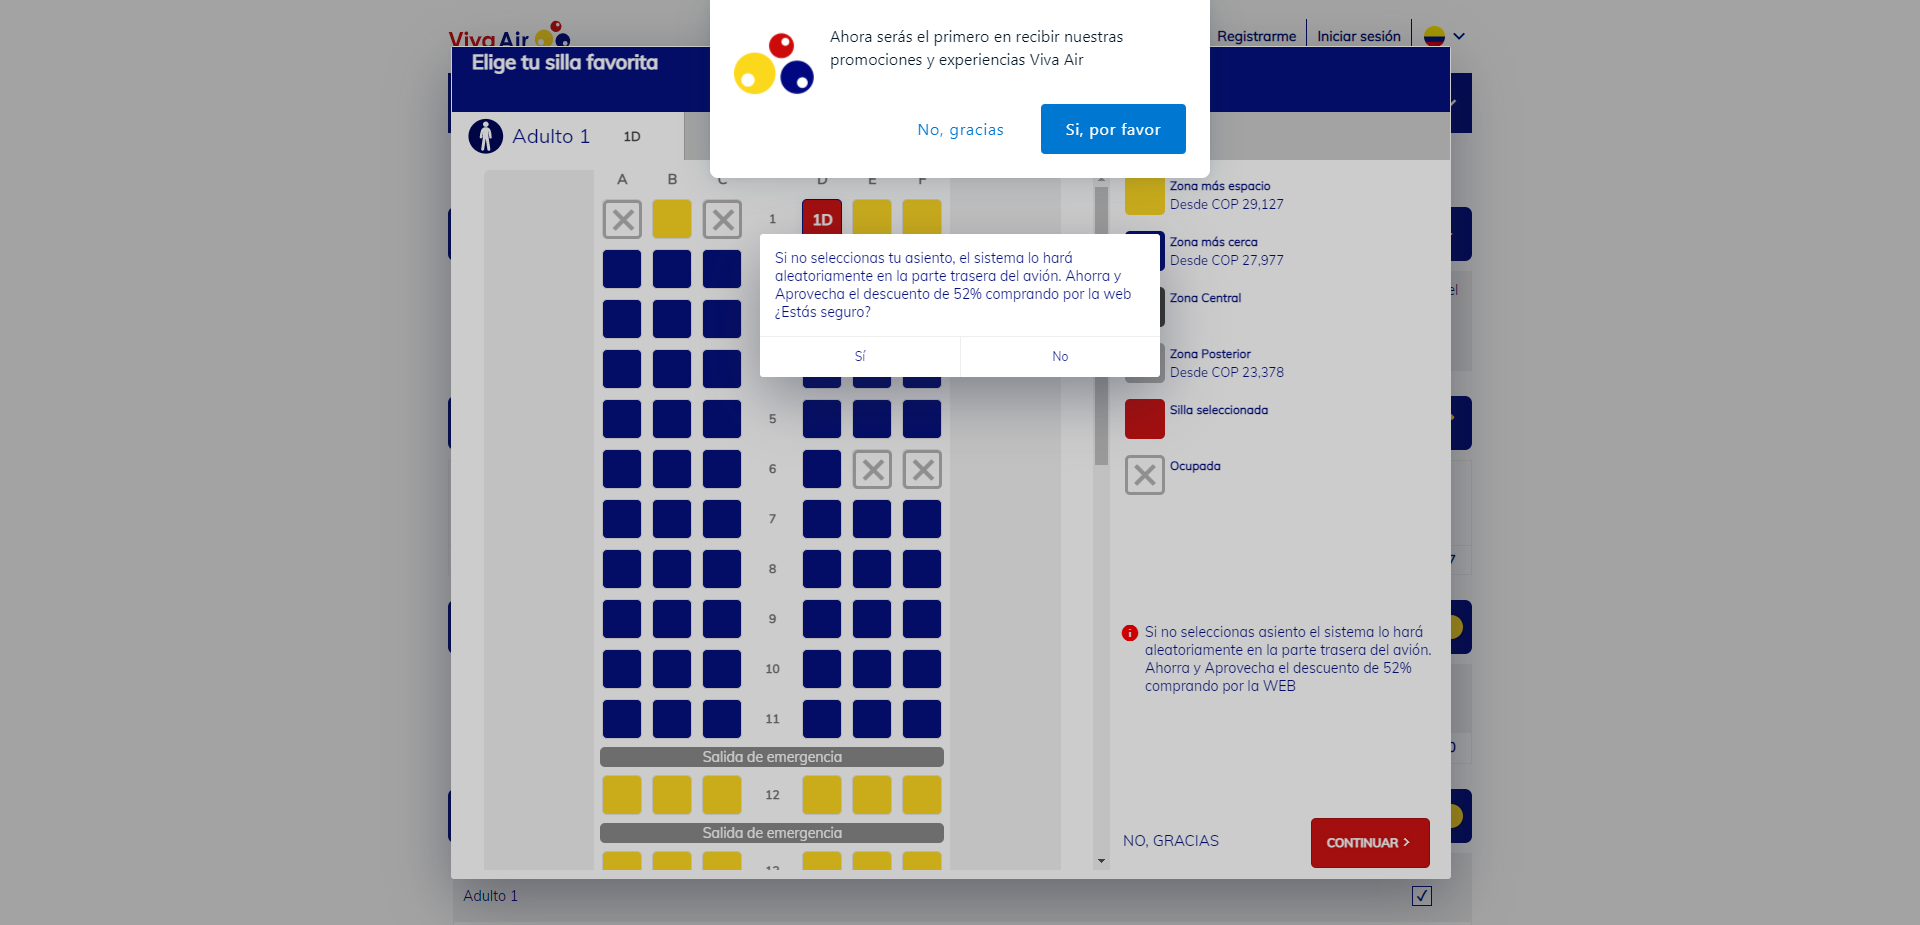 Viva Air
Registrarme
Iniciar sesión
Ahora serás el primero en recibir nuestras
promociones y experiencias Viva Air
No, gracias
Si, por favor
Elige tu silla favorita
Adulto 1
1D
A
B
C
D
E
F
1
1D
5
6
7
8
9
10
11
Salida de emergencia
12
Salida de emergencia
13
Si no seleccionas tu asiento, el sistema lo hará
aleatoriamente en la parte trasera del avión. Ahorra y
Aprovecha el descuento de 52% comprando por la web
¿Estás seguro?
Sí
No
Zona más espacio
Desde COP 29,127
Zona más cerca
Desde COP 27,977
Zona Central
Zona Posterior
Desde COP 23,378
Silla seleccionada
Ocupada
el
7
0
Si no seleccionas asiento el sistema lo hará
aleatoriamente en la parte trasera del avión.
Ahorra y Aprovecha el descuento de 52%
comprando por la WEB
NO, GRACIAS
CONTINUAR >
Adulto 1